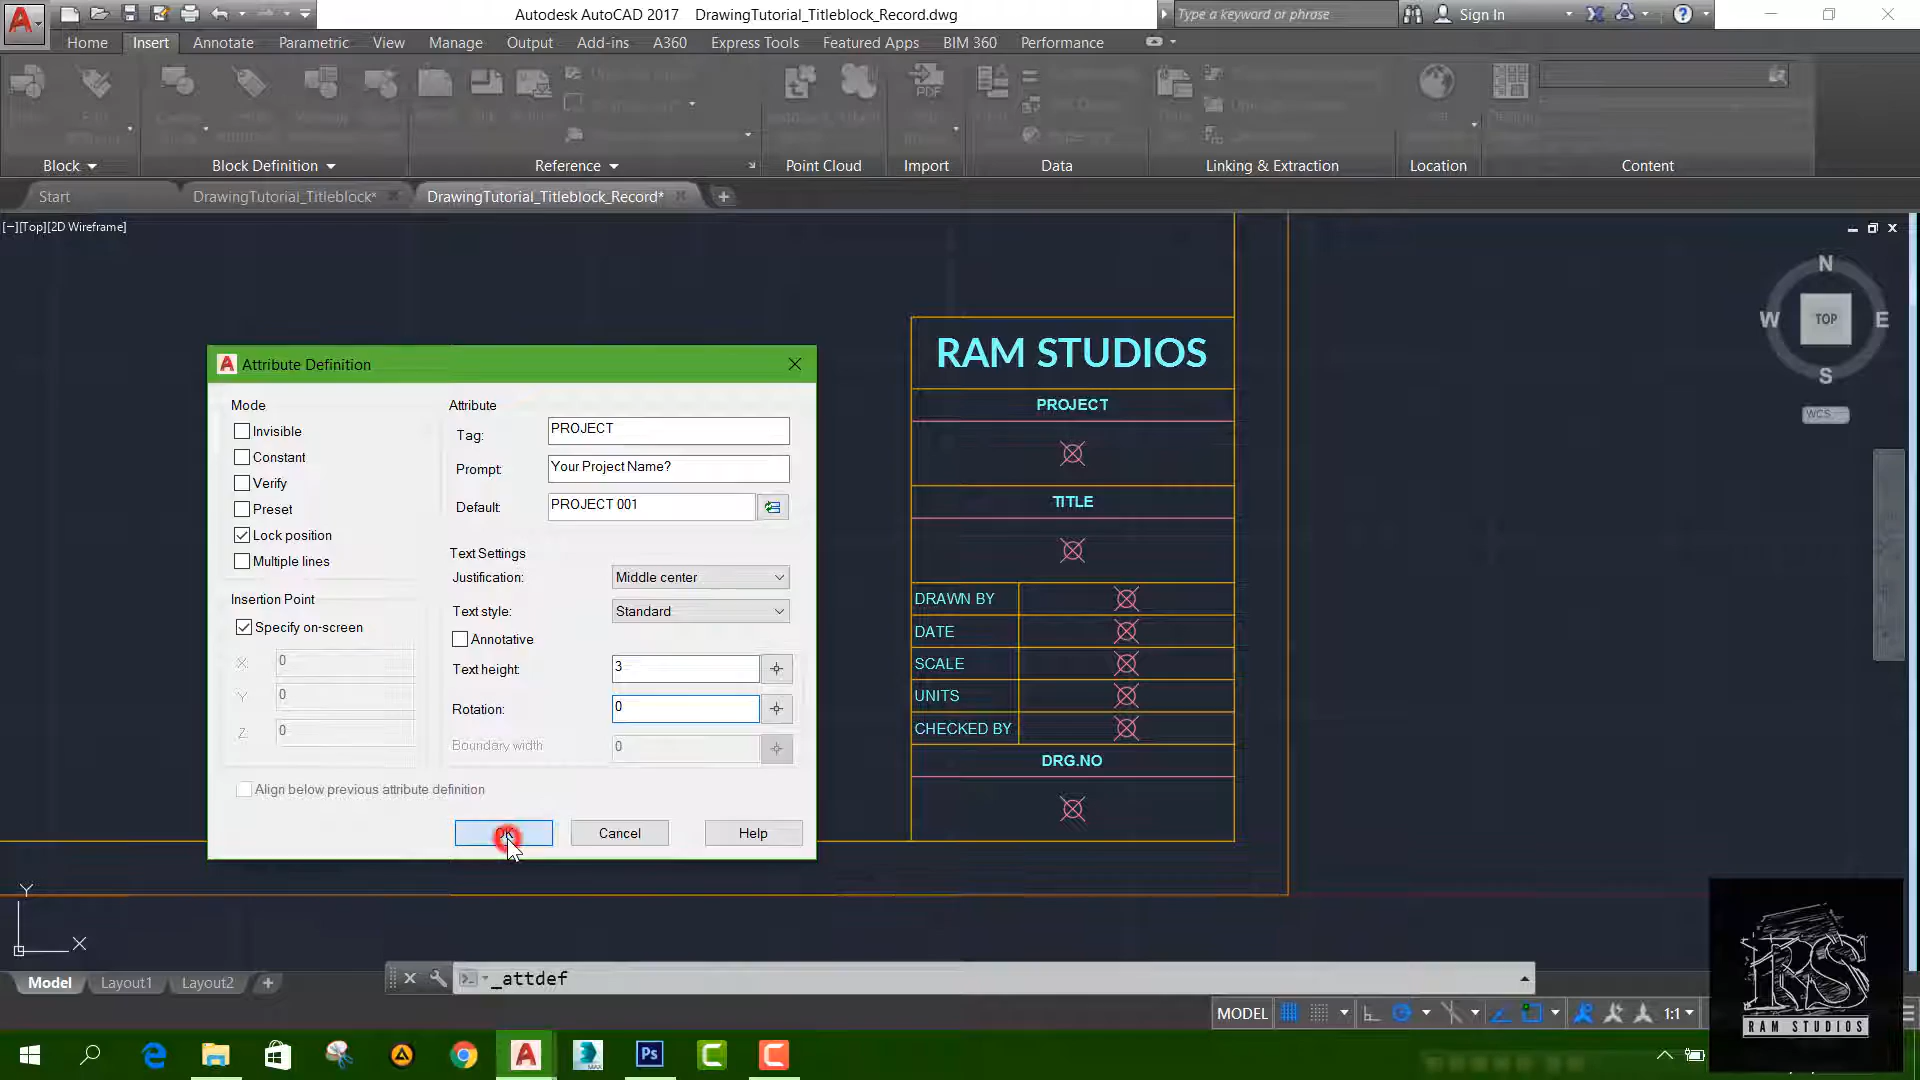 Autodesk AutoCAD 2017 DrawingTutorial_Titleblock_Record.dwg
Type a keyword or phrase
Sign In
Home Insert Annotate Parametric View Manage Output Add-ins A360 Express Tools Featured Apps BIM 360 Performance
PDF
Block Block Definition Reference Point Cloud Import Data Linking & Extraction Location Content
Start DrawingTutorial_Titleblock* DrawingTutorial_Titleblock_Record*
[−][Top][2D Wireframe]
N
W TOP E
S
WCS
Attribute Definition
Mode
Invisible
Constant
Verify
Preset
Lock position
Multiple lines
Insertion Point
Specify on-screen
X: 0
Y 0
Z: 0
Attribute
Tag: PROJECT
Prompt: Your Project Name?
Default: PROJECT 001
Text Settings
Justification: Middle center
Text style: Standard
Annotative
Text height: 3
Rotation: 0
Boundary width 0
Align below previous attribute definition
OK Cancel Help
RAM STUDIOS
PROJECT
TITLE
DRAWN BY
DATE
SCALE
UNITS
CHECKED BY
DRG.NO
Y
X
Model Layout1 Layout2
_attdef
MODEL 1:1
RS
RAM STUDIOS
Ps
MAX